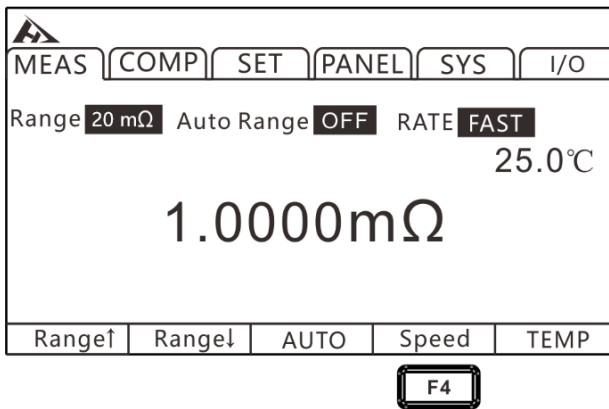 MEAS COMP SET PANEL SYS I/O
Range 20 mΩ Auto Range OFF RATE FAST
25.0℃
1.0000mΩ
Range↑ Range↓ AUTO Speed TEMP
F4